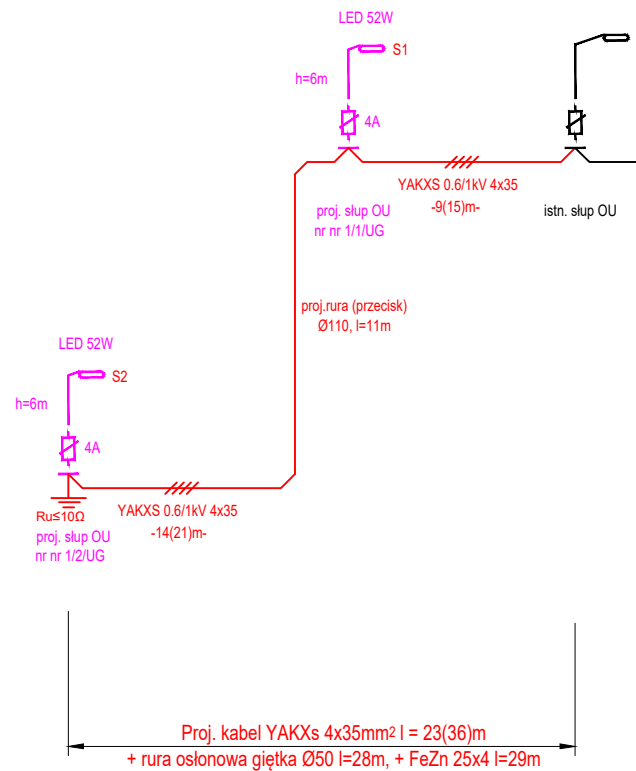 LED 52W
S1
h=6m
4A
YAKXS 0.6/1kV 4x35
-9(15)m-
proj. słup OU
nr nr 1/1/UG
istn. słup OU
proj.rura (przecisk)
Ø110, l=11m
LED 52W
S2
h=6m
4A
Ru≤10Ω
YAKXS 0.6/1kV 4x35
-14(21)m-
proj. słup OU
nr nr 1/2/UG
Proj. kabel YAKXs 4x35mm² l = 23(36)m
+ rura osłonowa giętka Ø50 l=28m, + FeZn 25x4 l=29m